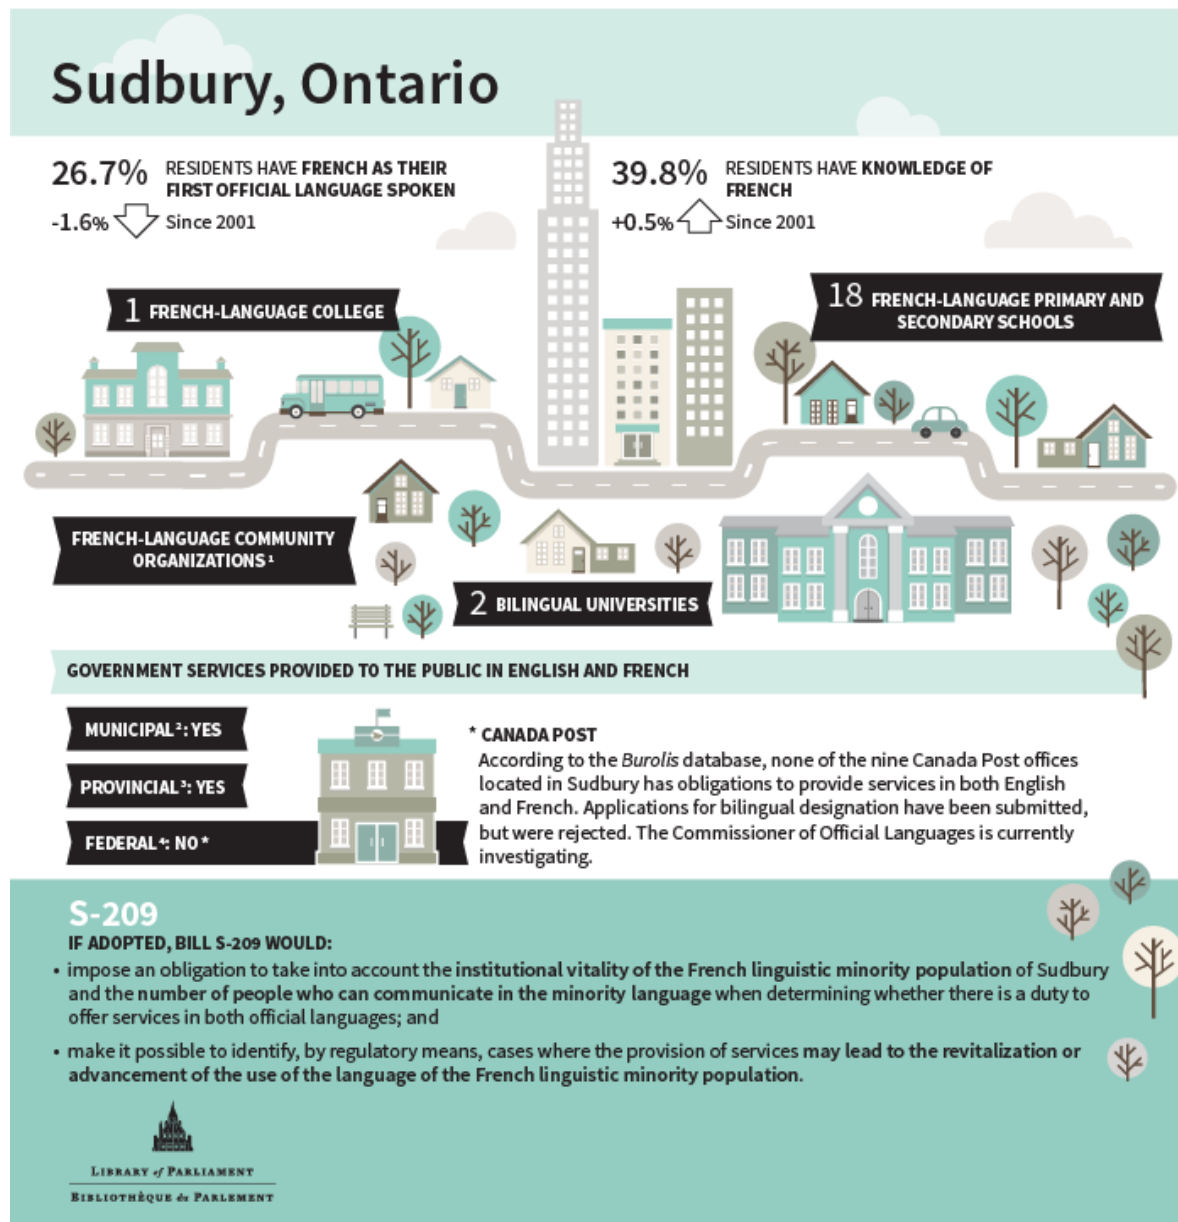 Sudbury, Ontario
26.7% RESIDENTS HAVE FRENCH AS THEIR
FIRST OFFICIAL LANGUAGE SPOKEN
-1.6% Since 2001
39.8% RESIDENTS HAVE KNOWLEDGE OF
FRENCH
+0.5% Since 2001
1 FRENCH-LANGUAGE COLLEGE
18 FRENCH-LANGUAGE PRIMARY AND
SECONDARY SCHOOLS
FRENCH-LANGUAGE COMMUNITY
ORGANIZATIONS¹
2 BILINGUAL UNIVERSITIES
GOVERNMENT SERVICES PROVIDED TO THE PUBLIC IN ENGLISH AND FRENCH
MUNICIPAL²: YES
PROVINCIAL³: YES
FEDERAL⁴: NO *
* CANADA POST
According to the Burolis database, none of the nine Canada Post offices
located in Sudbury has obligations to provide services in both English
and French. Applications for bilingual designation have been submitted,
but were rejected. The Commissioner of Official Languages is currently
investigating.
S-209
IF ADOPTED, BILL S-209 WOULD:
• impose an obligation to take into account the institutional vitality of the French linguistic minority population of Sudbury
and the number of people who can communicate in the minority language when determining whether there is a duty to
offer services in both official languages; and
• make it possible to identify, by regulatory means, cases where the provision of services may lead to the revitalization or
advancement of the use of the language of the French linguistic minority population.
LIBRARY of PARLIAMENT
BIBLIOTHÈQUE du PARLEMENT